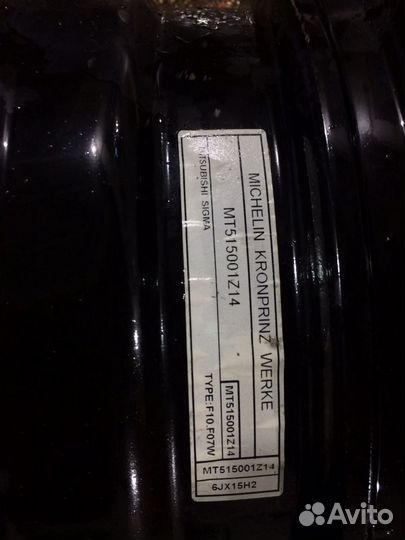 MICHELIN KRONPRINZ WERKE
MT515001Z14
MITSUBISHI SIGMA
TYPE:F10.F07W
MT515001Z14
MT515001Z14
6JX15H2
Avito